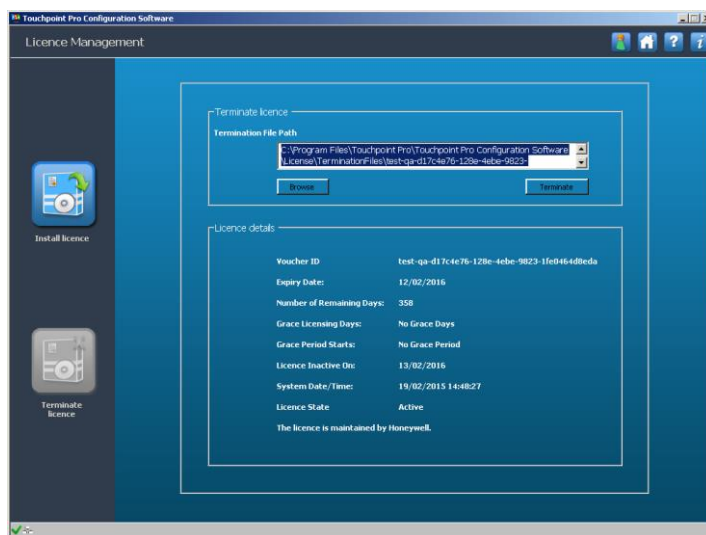 Touchpoint Pro Configuration Software
Licence Management
Terminate licence
Termination File Path
C:\Program Files\Touchpoint Pro\Touchpoint Pro Configuration Software
\License\TerminationFiles\test-qa-d17c4e76-128e-4ebe-9823-
Browse
Terminate
Install licence
Licence details
Voucher ID test-qa-d17c4e76-128e-4ebe-9823-1fe0464d8eda
Expiry Date: 12/02/2016
Number of Remaining Days: 358
Grace Licensing Days: No Grace Days
Grace Period Starts: No Grace Period
Licence Inactive On: 13/02/2016
System Date/Time: 19/02/2015 14:48:27
Licence State Active
The licence is maintained by Honeywell.
Terminate
licence